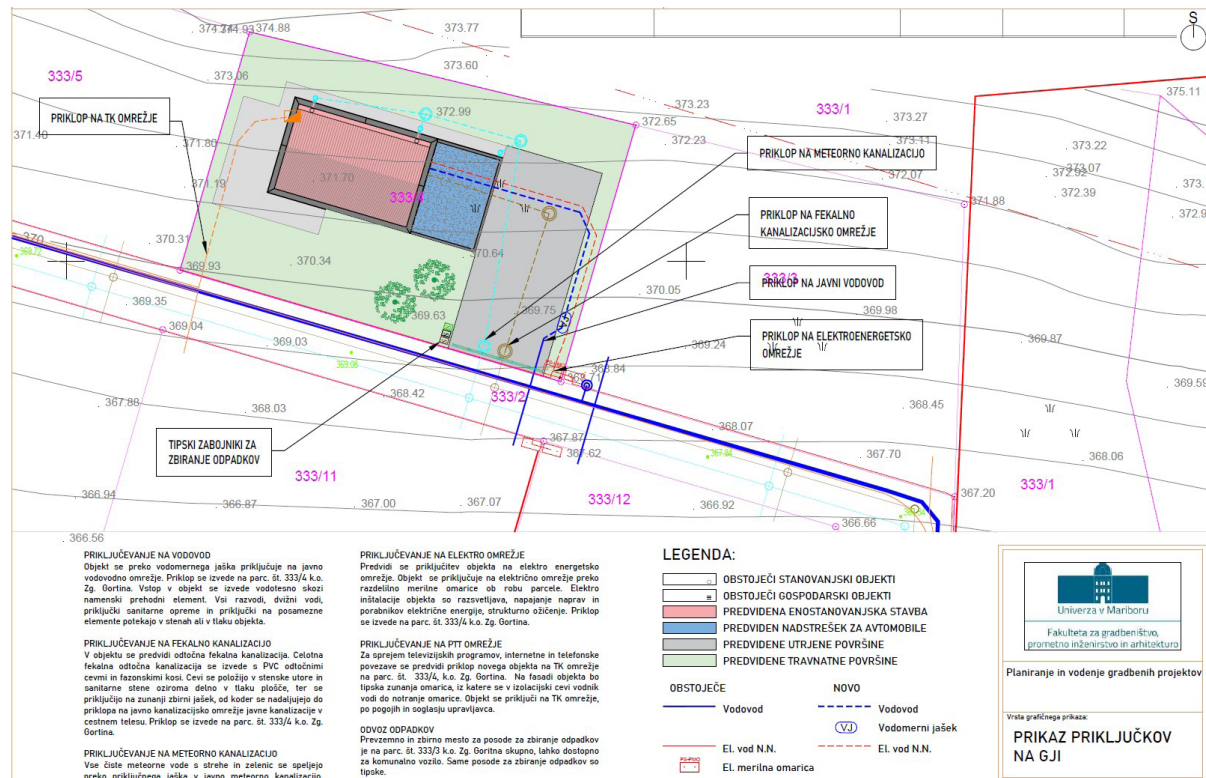 S
374.88
373.77
373.60
373.06
333/5
PRIKLOP NA TK OMREŽJE
372.99
373.23
333/1
375.11
371.40
371.80
372.65
372.23
373.27
373.11
373.22
373.07
372.07
372.39
PRIKLOP NA METEORNO KANALIZACIJO
371.19
371.70
371.88
PRIKLOP NA FEKALNO
KANALIZACIJSKO OMREŽJE
370
370.31
370.64
370.34
369.93
369.35
370.05
PRIKLOP NA JAVNI VODOVOD
369.98
369.63
369.75
VJ
369.04
369.03
369.24
PRIKLOP NA ELEKTROENERGETSKO
OMREŽJE
369.87
369.59
367.88
368.03
368.42
333/2
368.45
TIPSKI ZABOJNIKI ZA
ZBIRANJE ODPADKOV
367.87
367.62
368.07
367.84
367.70
368.06
333/11
333/12
333/1
366.94
366.87
367.00
367.07
366.92
366.66
367.20
366.56
PRIKLJUČEVANJE NA VODOVOD
Objekt se preko vodomernega jaška priključuje na javno
vodovodno omrežje. Priklop se izvede na parc. št. 333/4 k.o.
Zg. Gortina. Vstop v objekt se izvede vodotesno skozi
namenski prehodni element. Vsi razvodi, dvižni vodi,
priključki sanitarne opreme in priključki na posamezne
elemente potekajo v stenah ali v tlaku objekta.
PRIKLJUČEVANJE NA FEKALNO KANALIZACIJO
V objektu se predvidi odtočna fekalna kanalizacija. Celotna
fekalna odtočna kanalizacija se izvede s PVC odtočnimi
cevmi in fazonskimi kosi. Cevi se položijo v stenske utore in
sanitarne stene oziroma delno v tlaku plošče, ter se
priključijo na zunanji zbirni jašek, od koder se nadaljujejo do
priklopa na javno kanalizacijsko omrežje javne kanalizacije v
cestnem telesu. Priklop se izvede na parc. št. 333/4 k.o. Zg.
Gortina.
PRIKLJUČEVANJE NA METEORNO KANALIZACIJO
Vse čiste meteorne vode s strehe in zelenic se speljejo
preko priključnega jaška v javno meteorno kanalizacijo.
PRIKLJUČEVANJE NA ELEKTRO OMREŽJE
Predvidi se priključitev objekta na elektro energetsko
omrežje. Objekt se priključuje na električno omrežje preko
razdelilno merilne omarice ob robu parcele. Elektro
inštalacije objekta so razsvetljava, napajanje naprav in
porabnikov električne energije, strukturno ožičenje. Priklop
se izvede na parc. št. 333/4 k.o. Zg. Gortina.
PRIKLJUČEVANJE NA PTT OMREŽJE
Za sprejem televizijskih programov, internetne in telefonske
povezave se predvidi priklop novega objekta na TK omrežje
na parc. št. 333/4, k.o. Zg. Gortina. Na fasadi objekta bo
tipska zunanja omarica, iz katere se v izolacijski cevi vodnik
vodi do notranje omarice. Objekt se priključi na TK omrežje,
po pogojih in soglasju upravljavca.
ODVOZ ODPADKOV
Prevzemno in zbirno mesto za posode za zbiranje odpadkov
je na parc. št. 333/3 k.o. Zg. Goritna skupno, lahko dostopno
za komunalno vozilo. Same posode za zbiranje odpadkov so
tipske.
LEGENDA:
OBSTOJEČI STANOVANJSKI OBJEKTI
OBSTOJEČI GOSPODARSKI OBJEKTI
PREDVIDENA ENOSTANOVANJSKA STAVBA
PREDVIDEN NADSTREŠEK ZA AVTOMOBILE
PREDVIDENE UTRJENE POVRŠINE
PREDVIDENE TRAVNATNE POVRŠINE
OBSTOJEČE NOVO
Vodovod Vodovod
VJ Vodomerni jašek
El. vod N.N. El. vod N.N.
PS-PMO El. merilna omarica
Univerza v Mariboru
Fakulteta za gradbeništvo,
prometno inženirstvo in arhitekturo
Planiranje in vodenje gradbenih projektov
Vrsta grafičnega prikaza:
PRIKAZ PRIKLJUČKOV
NA GJI